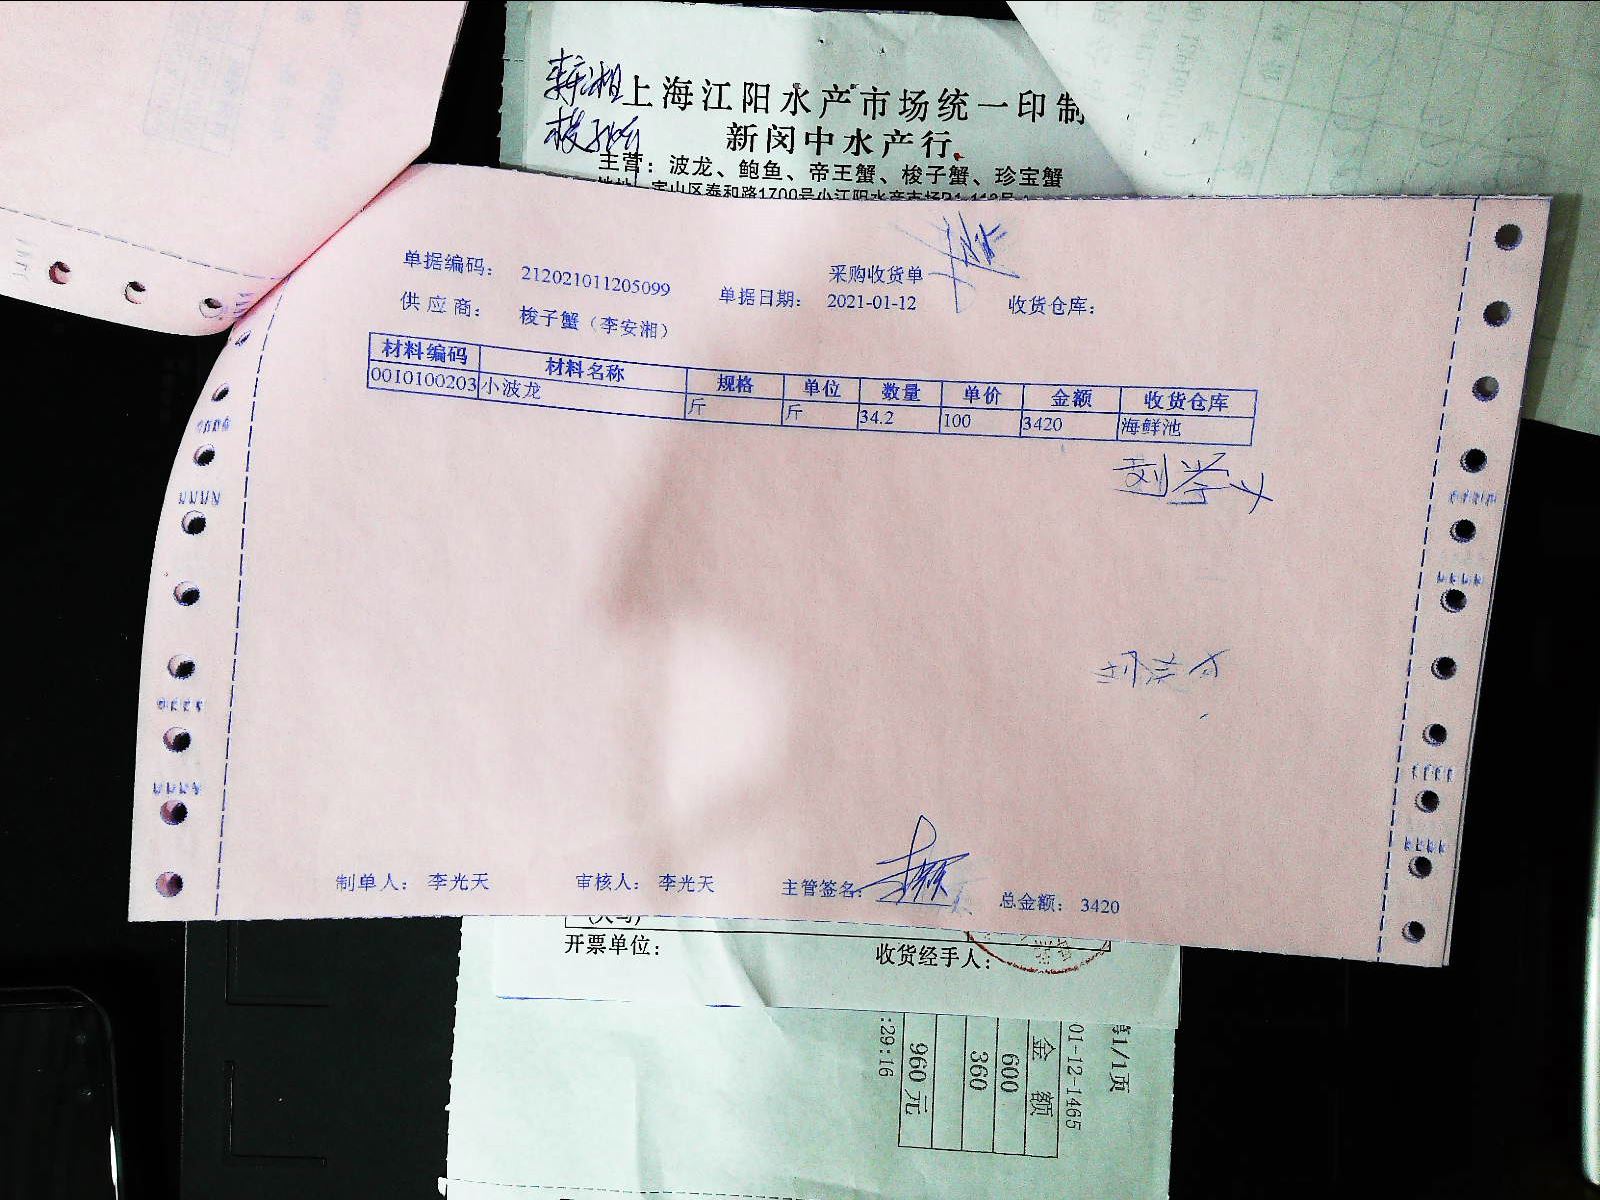 上海江阳水产市场统一印制
新闵中水产行
主营：波龙、鲍鱼、帝王蟹、梭子蟹、珍宝蟹
采购收货单
单据编码： 212021011205099 单据日期： 2021-01-12 收货仓库：
供应商： 梭子蟹（李安湘）
材料编码 材料名称 规格 单位 数量 单价 金额 收货仓库
0010100203 小波龙 斤 斤 34.2 100 3420 海鲜池
制单人： 李光天 审核人： 李光天 主管签名： 总金额： 3420
开票单位： 收货经手人：
第1/1页
01-12-1465
金额
600
360
960元
:29:16